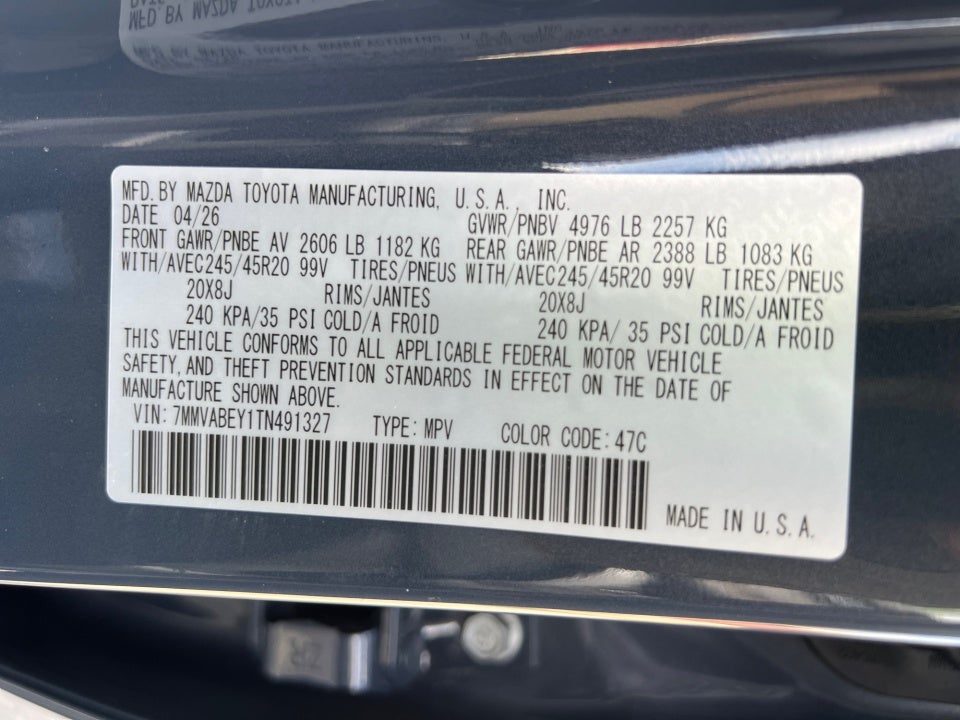 MFD. BY MAZDA TOYOTA MANUFACTURING, U.S.A., INC.
DATE 04/26 GVWR/PNBV 4976 LB 2257 KG
FRONT GAWR/PNBE AV 2606 LB 1182 KG REAR GAWR/PNBE AR 2388 LB 1083 KG
WITH/AVEC245/45R20 99V TIRES/PNEUS WITH/AVEC245/45R20 99V TIRES/PNEUS
20X8J RIMS/JANTES 20X8J RIMS/JANTES
240 KPA/35 PSI COLD/A FROID 240 KPA/ 35 PSI COLD/A FROID
THIS VEHICLE CONFORMS TO ALL APPLICABLE FEDERAL MOTOR VEHICLE
SAFETY, AND THEFT PREVENTION STANDARDS IN EFFECT ON THE DATE OF
MANUFACTURE SHOWN ABOVE.
VIN: 7MMVABEY1TN491327 TYPE: MPV COLOR CODE: 47C
MADE IN U.S.A.